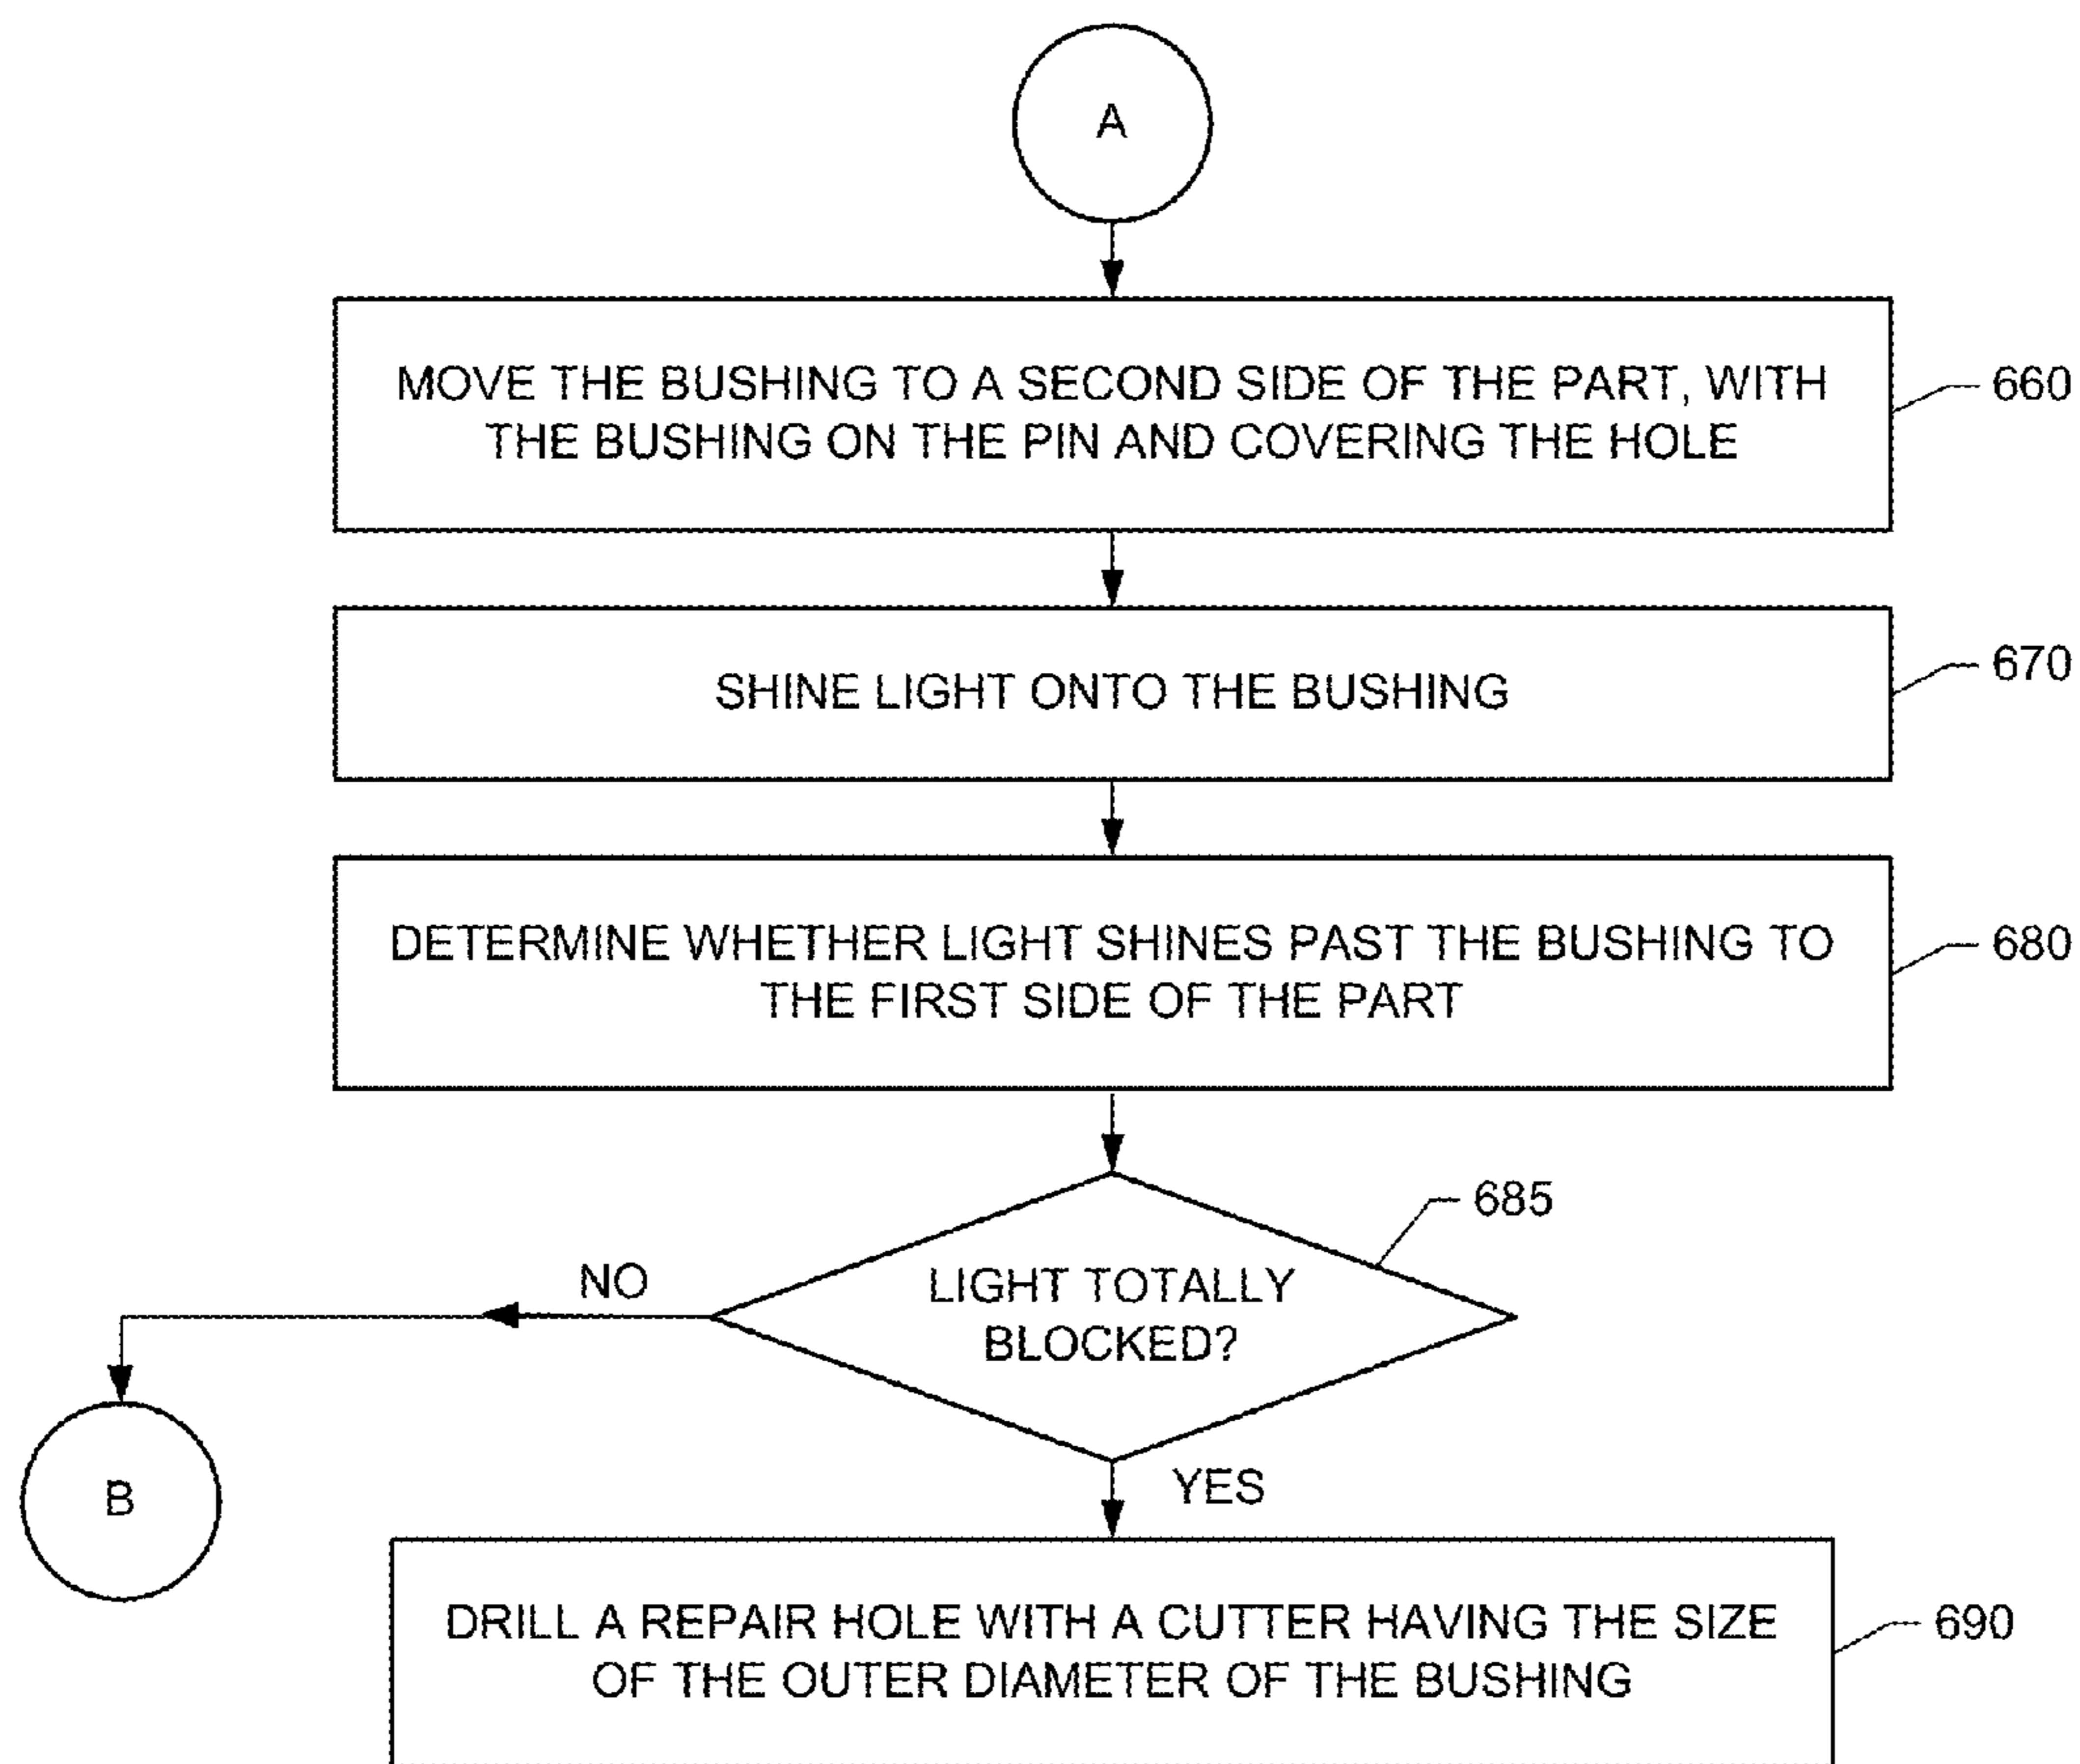 A
MOVE THE BUSHING TO A SECOND SIDE OF THE PART, WITH
THE BUSHING ON THE PIN AND COVERING THE HOLE
660
SHINE LIGHT ONTO THE BUSHING
670
DETERMINE WHETHER LIGHT SHINES PAST THE BUSHING TO
THE FIRST SIDE OF THE PART
680
685
LIGHT TOTALLY
BLOCKED?
NO
B
YES
DRILL A REPAIR HOLE WITH A CUTTER HAVING THE SIZE
OF THE OUTER DIAMETER OF THE BUSHING
690